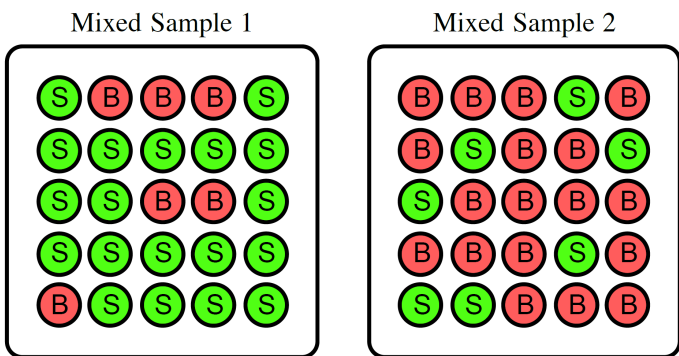 Mixed Sample 1 Mixed Sample 2
S B B B S B B B S B
S S S S S B S B B S
S S B B S S B B B B
S S S S S B B B S B
B S S S S S S B B B